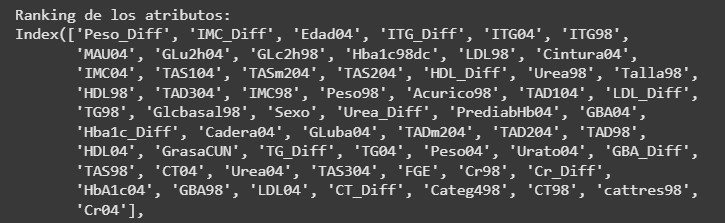 Ranking de los atributos:
Index(['Peso_Diff', 'IMC_Diff', 'Edad04', 'ITG_Diff', 'ITG04', 'ITG98',
'MAU04', 'GLu2h04', 'GLc2h98', 'Hba1c98dc', 'LDL98', 'Cintura04',
'IMC04', 'TAS104', 'TASm204', 'TAS204', 'HDL_Diff', 'Urea98', 'Talla98',
'HDL98', 'TAD304', 'IMC98', 'Peso98', 'Acurico98', 'TAD104', 'LDL_Diff',
'TG98', 'Glcbasal98', 'Sexo', 'Urea_Diff', 'PrediabHb04', 'GBA04',
'Hba1c_Diff', 'Cadera04', 'GLuba04', 'TADm204', 'TAD204', 'TAD98',
'HDL04', 'GrasaCUN', 'TG_Diff', 'TG04', 'Peso04', 'Urato04', 'GBA_Diff',
'TAS98', 'CT04', 'Urea04', 'TAS304', 'FGE', 'Cr98', 'Cr_Diff',
'HbA1c04', 'GBA98', 'LDL04', 'CT_Diff', 'Categ498', 'CT98', 'cattres98',
'Cr04'],